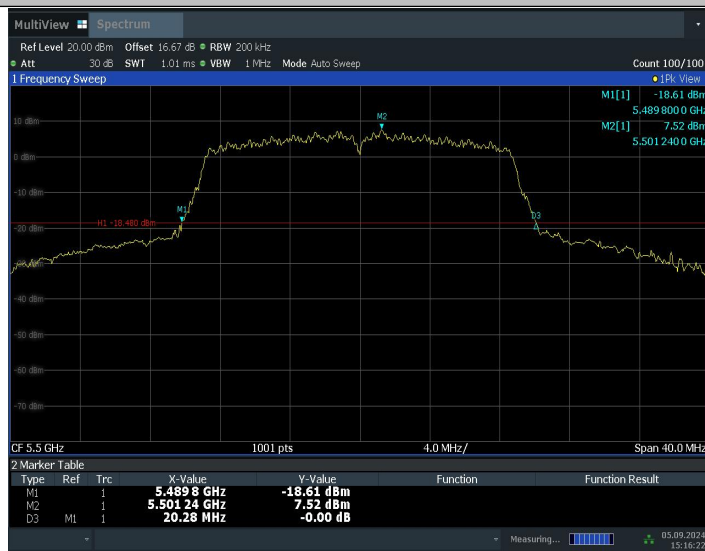 MultiView Spectrum
Ref Level 20.00 dBm Offset 16.67 dB RBW 200 kHz
Att 30 dB SWT 1.01 ms VBW 1 MHz Mode Auto Sweep Count 100/100
1 Frequency Sweep 1Pk View
M1[1] -18.61 dBm
5.489 800 0 GHz
M2[1] 7.52 dBm
5.501 240 0 GHz
M2
10 dBm
0 dBm
-10 dBm
M1
D3
H1 -18.480 dBm
-20 dBm
-30 dBm
-40 dBm
-50 dBm
-60 dBm
-70 dBm
CF 5.5 GHz 1001 pts 4.0 MHz/ Span 40.0 MHz
2 Marker Table
Type Ref Trc X-Value Y-Value Function Function Result
M1 1 5.489 8 GHz -18.61 dBm
M2 1 5.501 24 GHz 7.52 dBm
D3 M1 1 20.28 MHz -0.00 dB
Measuring... 05.09.2024
15:16:22